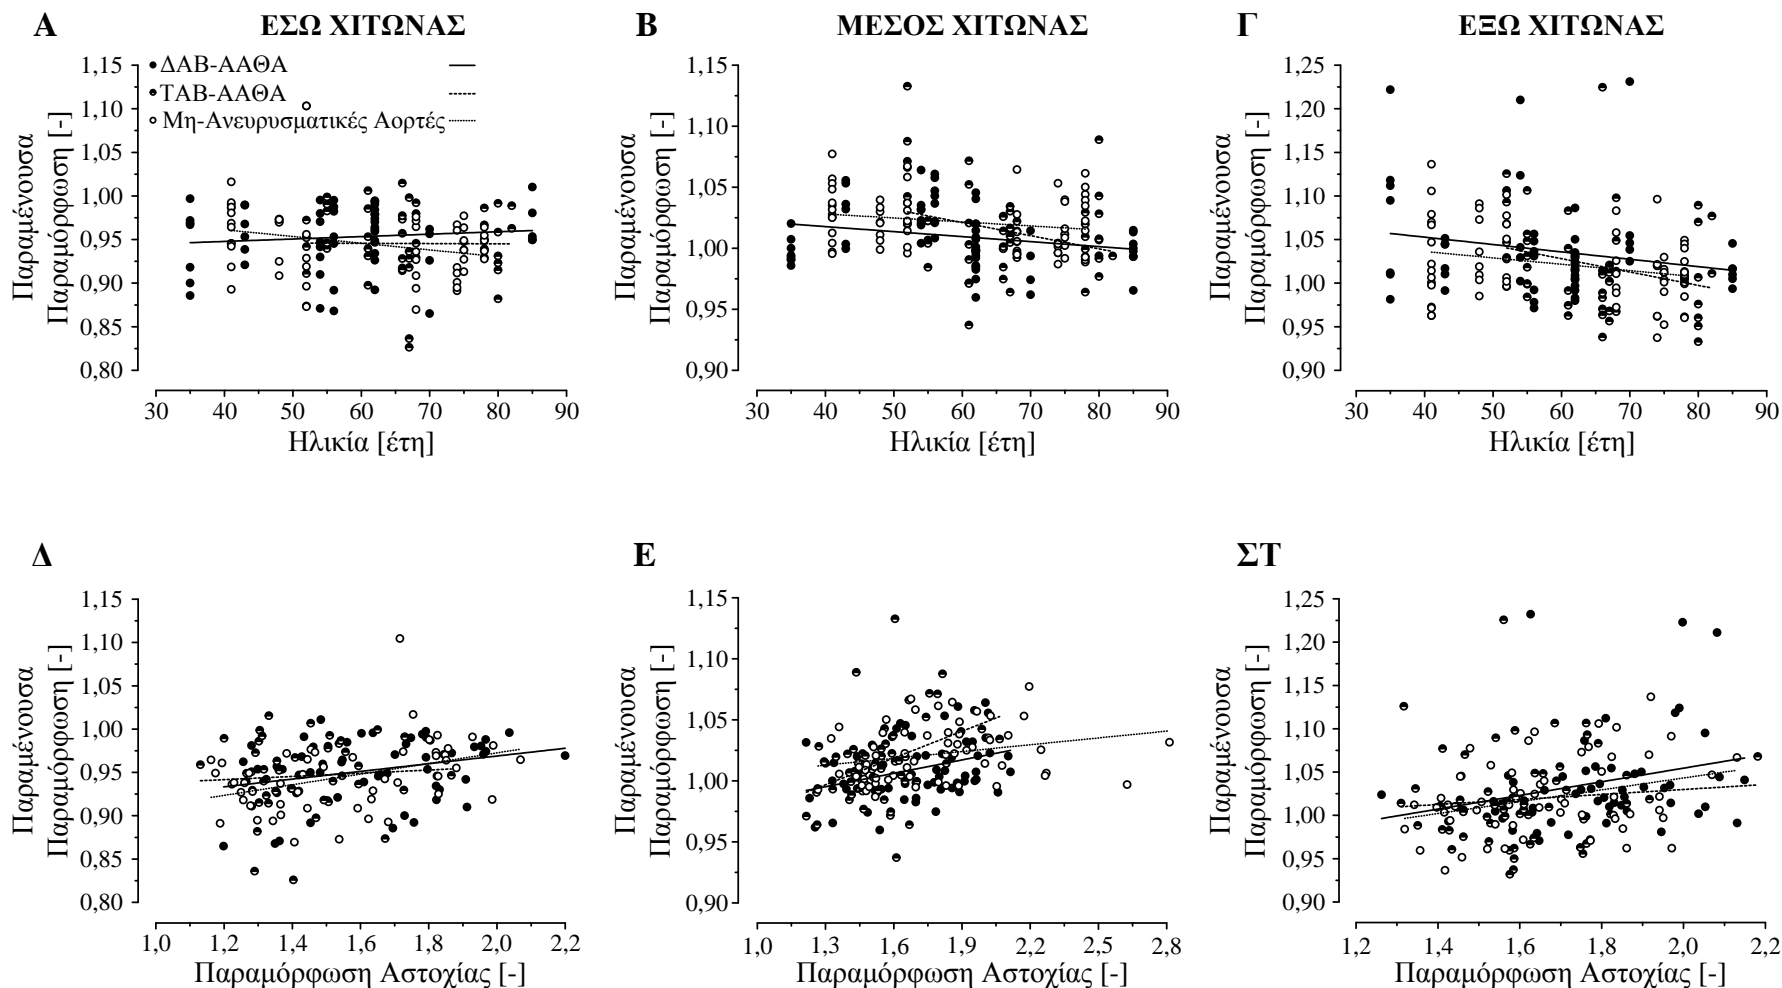 Α ΕΣΩ ΧΙΤΩΝΑΣ
Β ΜΕΣΟΣ ΧΙΤΩΝΑΣ
Γ ΕΞΩ ΧΙΤΩΝΑΣ
ΔΑΒ-ΑΑΘΑ
ΤΑΒ-ΑΑΘΑ
Μη-Ανευρυσματικές Αορτές
Παραμένουσα
Παραμόρφωση [-]
1,15
1,10
1,05
1,00
0,95
0,90
0,85
0,80
30 40 50 60 70 80 90
Ηλικία [έτη]
Παραμένουσα
Παραμόρφωση [-]
1,15
1,10
1,05
1,00
0,95
0,90
30 40 50 60 70 80 90
Ηλικία [έτη]
Παραμένουσα
Παραμόρφωση [-]
1,25
1,20
1,15
1,10
1,05
1,00
0,95
0,90
30 40 50 60 70 80 90
Ηλικία [έτη]
Δ
Παραμένουσα
Παραμόρφωση [-]
1,15
1,10
1,05
1,00
0,95
0,90
0,85
0,80
1,0 1,2 1,4 1,6 1,8 2,0 2,2
Παραμόρφωση Αστοχίας [-]
Ε
Παραμένουσα
Παραμόρφωση [-]
1,15
1,10
1,05
1,00
0,95
0,90
1,0 1,3 1,6 1,9 2,2 2,5 2,8
Παραμόρφωση Αστοχίας [-]
ΣΤ
Παραμένουσα
Παραμόρφωση [-]
1,25
1,20
1,15
1,10
1,05
1,00
0,95
0,90
1,2 1,4 1,6 1,8 2,0 2,2
Παραμόρφωση Αστοχίας [-]